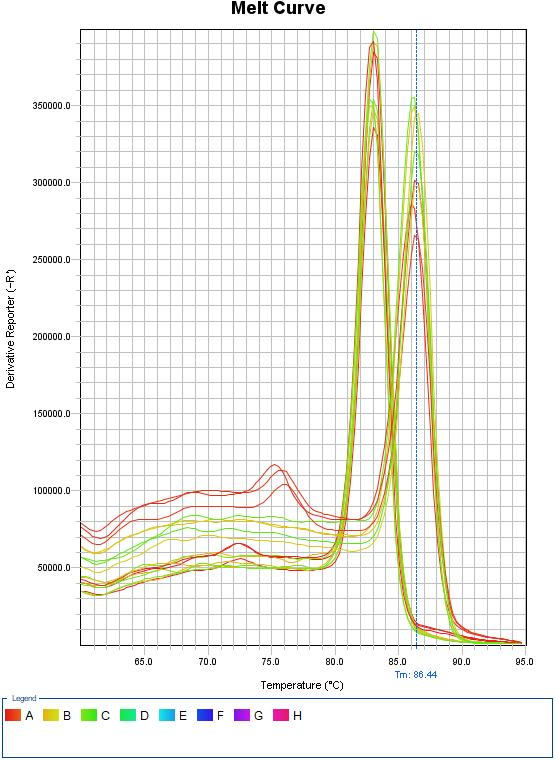 Melt Curve
Derivative Reporter (-R')
350000.0
300000.0
250000.0
200000.0
150000.0
100000.0
50000.0
65.0 70.0 75.0 80.0 85.0 90.0 95.0
Tm: 86.44
Temperature (°C)
Legend
A B C D E F G H